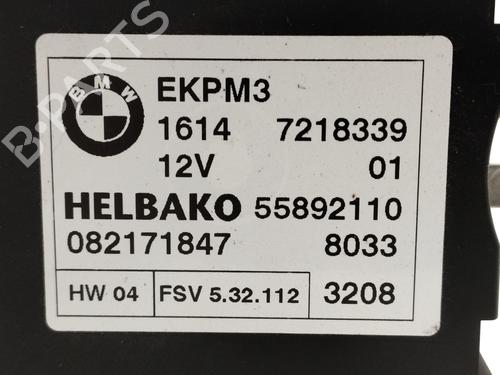 B-PARTS
BMW
EKPM3
1614 7218339
12V 01
HELBAKO 55892110
082171847 8033
HW 04 FSV 5.32.112 3208